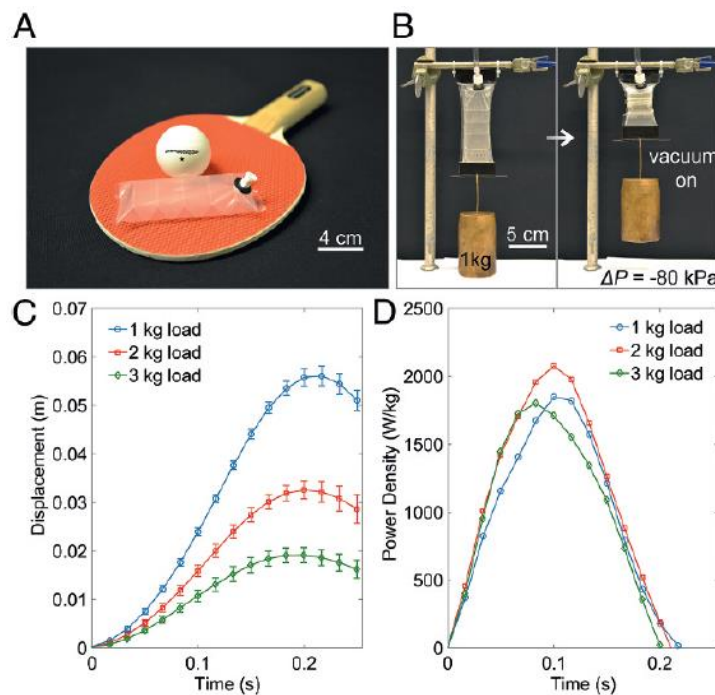 A
4 cm
B
vacuum
on
1kg
5 cm
ΔP = -80 kPa
C
0.07
0.06
0.05
0.04
0.03
0.02
0.01
0
0
0.1
0.2
Displacement (m)
Time (s)
1 kg load
2 kg load
3 kg load
D
2500
2000
1500
1000
500
0
0
0.1
0.2
Power Density (W/kg)
Time (s)
1 kg load
2 kg load
3 kg load